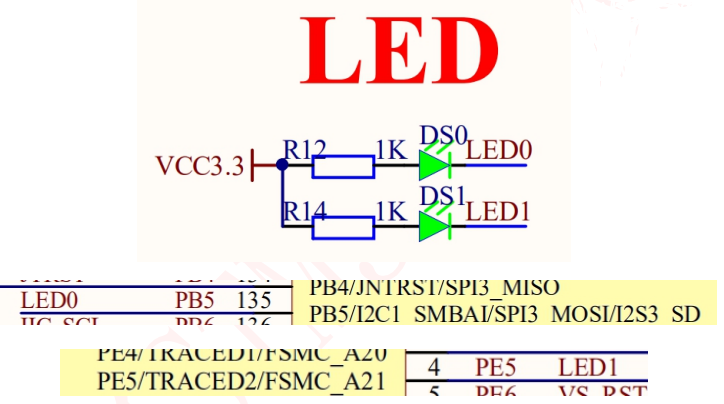 LED
R12 1K DS0 LED0
VCC3.3
R14 1K DS1 LED1
PB4/JNTRST/SPI3_MISO
LED0 PB5 135 PB5/I2C1_SMBAI/SPI3_MOSI/I2S3_SD
PE4/TRACED1/FSMC_A20
4 PE5 LED1
PE5/TRACED2/FSMC_A21
5 PE6 VS_RST